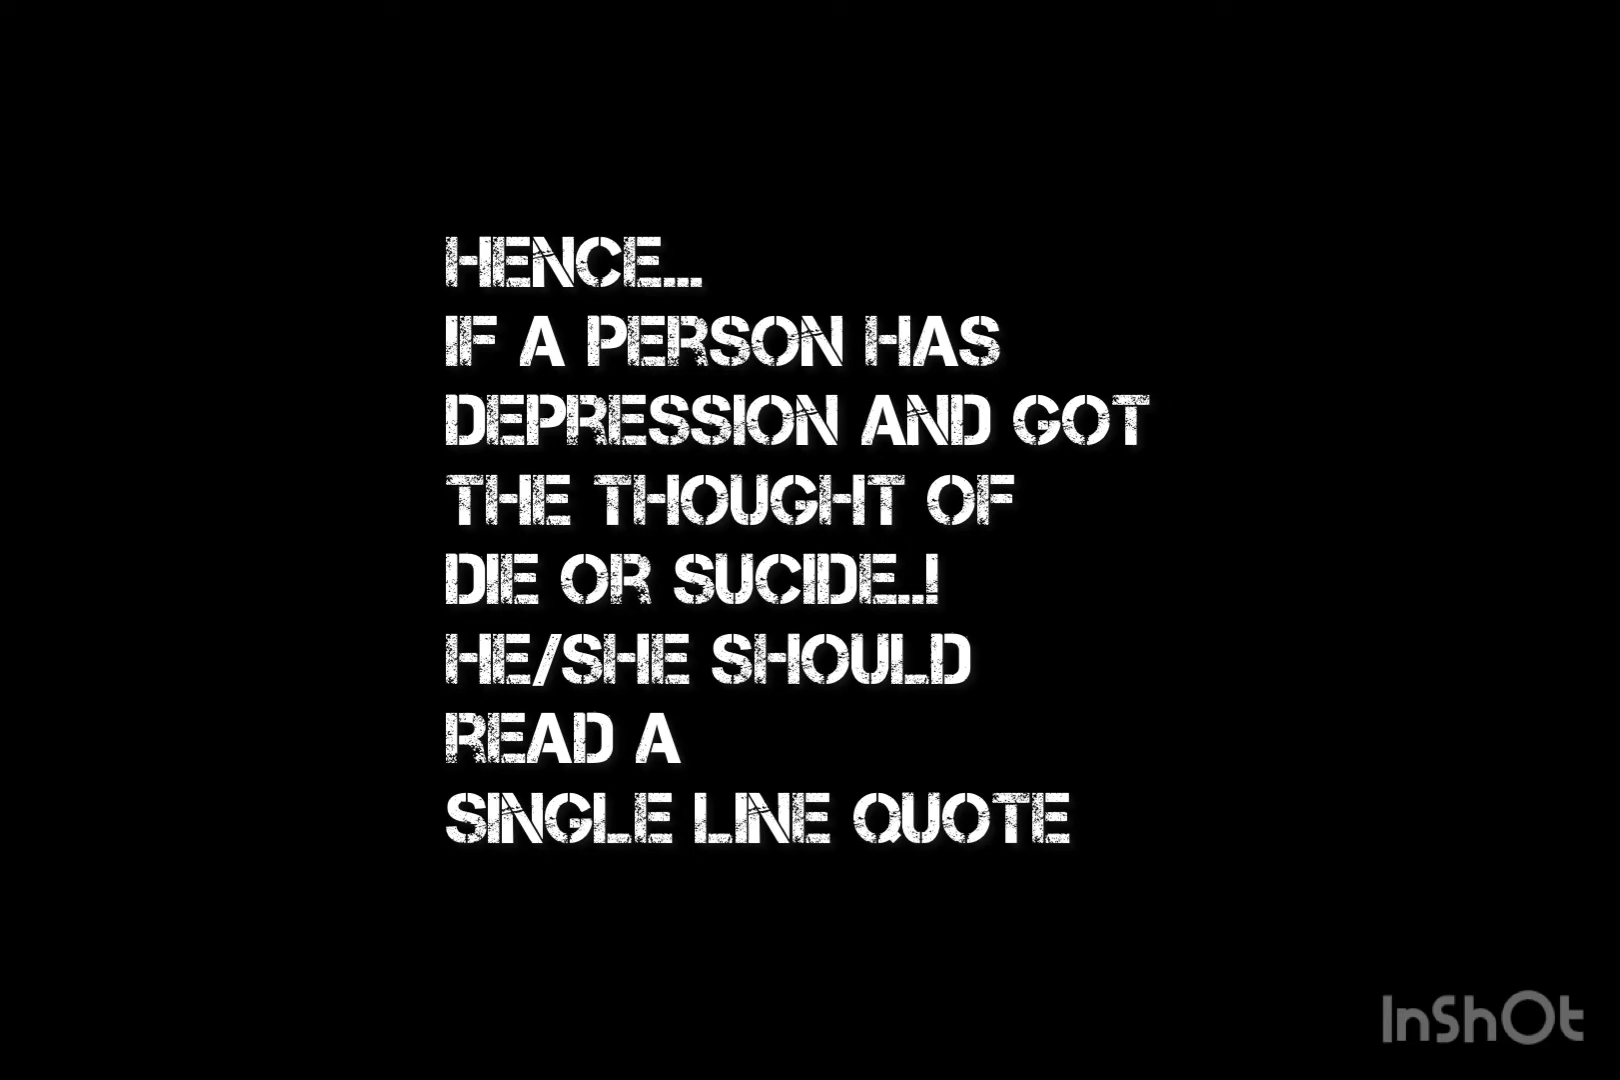 HENCE...
IF A PERSON HAS
DEPRESSION AND GOT
THE THOUGHT OF
DIE OR SUCIDE..!
HE/SHE SHOULD
READ A
SINGLE LINE QUOTE
InShOt